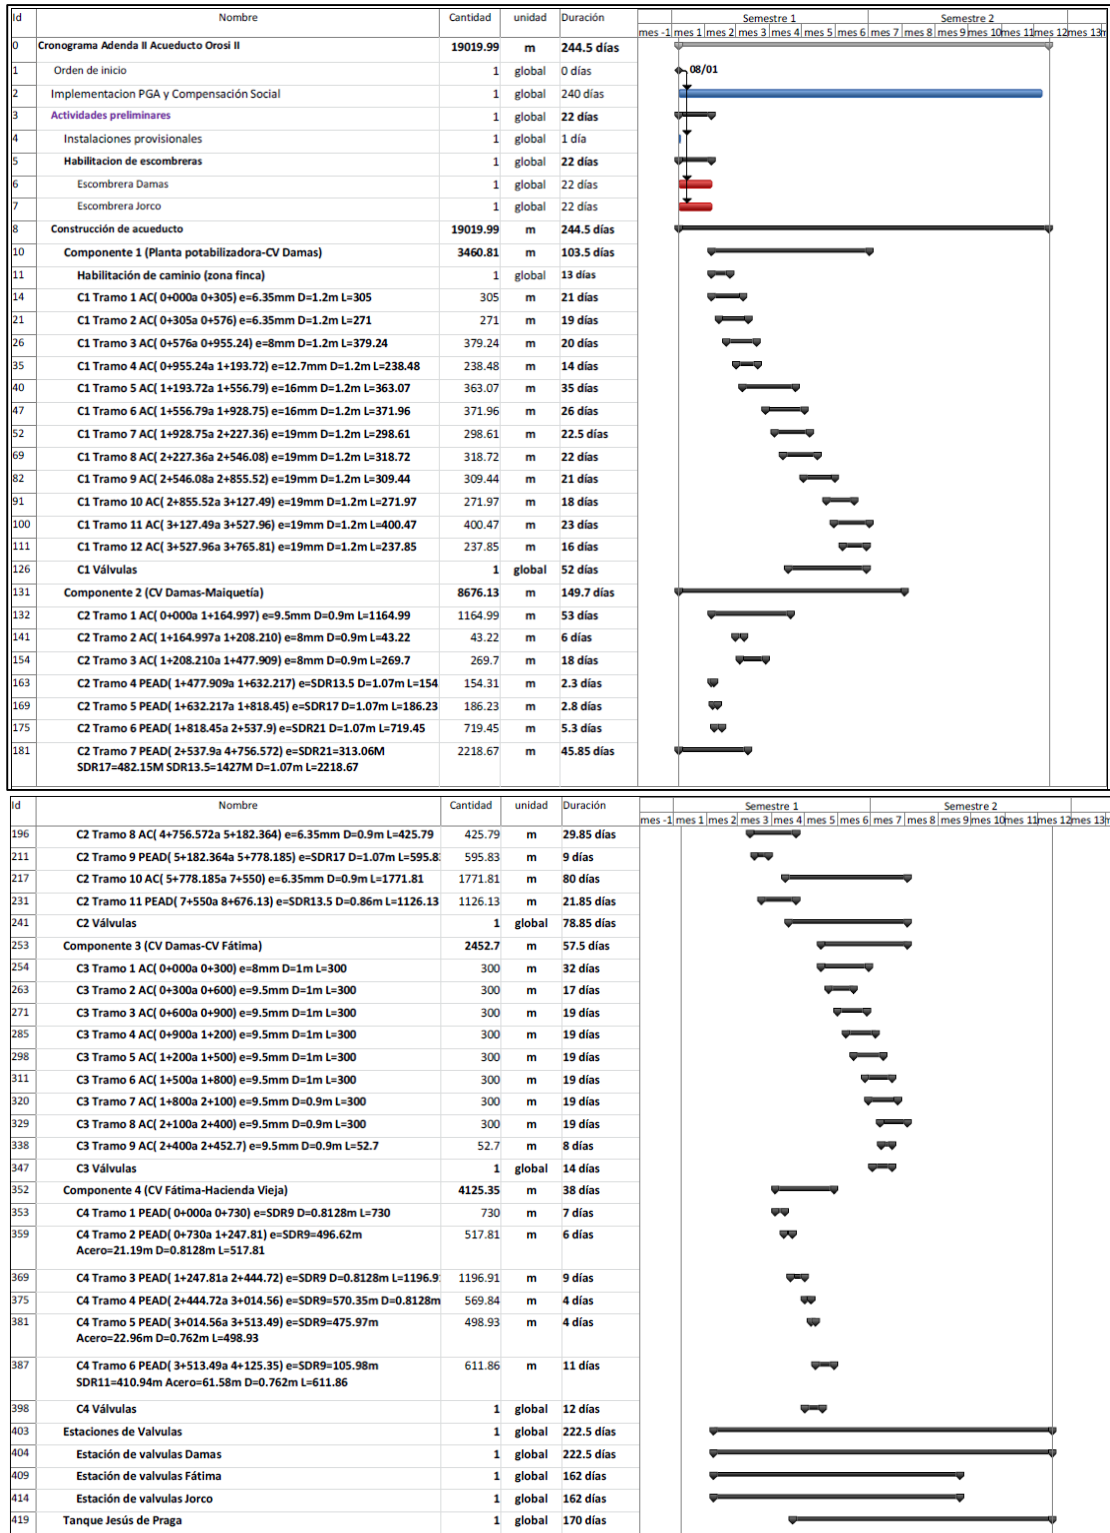 Id Nombre Cantidad unidad Duración Semestre 1 Semestre 2
mes -1 mes 1 mes 2 mes 3 mes 4 mes 5 mes 6 mes 7 mes 8 mes 9 mes 10 mes 11 mes 12 mes 13
0 Cronograma Adenda II Acueducto Orosi II 19019.99 m 244.5 días
1 Orden de inicio 1 global 0 días 08/01
2 Implementacion PGA y Compensación Social 1 global 240 días
3 Actividades preliminares 1 global 22 días
4 Instalaciones provisionales 1 global 1 día
5 Habilitacion de escombreras 1 global 22 días
6 Escombrera Damas 1 global 22 días
7 Escombrera Jorco 1 global 22 días
8 Construcción de acueducto 19019.99 m 244.5 días
10 Componente 1 (Planta potabilizadora-CV Damas) 3460.81 m 103.5 días
11 Habilitación de caminio (zona finca) 1 global 13 días
14 C1 Tramo 1 AC( 0+000a 0+305) e=6.35mm D=1.2m L=305 305 m 21 días
21 C1 Tramo 2 AC( 0+305a 0+576) e=6.35mm D=1.2m L=271 271 m 19 días
26 C1 Tramo 3 AC( 0+576a 0+955.24) e=8mm D=1.2m L=379.24 379.24 m 20 días
35 C1 Tramo 4 AC( 0+955.24a 1+193.72) e=12.7mm D=1.2m L=238.48 238.48 m 14 días
40 C1 Tramo 5 AC( 1+193.72a 1+556.79) e=16mm D=1.2m L=363.07 363.07 m 35 días
47 C1 Tramo 6 AC( 1+556.79a 1+928.75) e=16mm D=1.2m L=371.96 371.96 m 26 días
52 C1 Tramo 7 AC( 1+928.75a 2+227.36) e=19mm D=1.2m L=298.61 298.61 m 22.5 días
69 C1 Tramo 8 AC( 2+227.36a 2+546.08) e=19mm D=1.2m L=318.72 318.72 m 22 días
82 C1 Tramo 9 AC( 2+546.08a 2+855.52) e=19mm D=1.2m L=309.44 309.44 m 21 días
91 C1 Tramo 10 AC( 2+855.52a 3+127.49) e=19mm D=1.2m L=271.97 271.97 m 18 días
100 C1 Tramo 11 AC( 3+127.49a 3+527.96) e=19mm D=1.2m L=400.47 400.47 m 23 días
111 C1 Tramo 12 AC( 3+527.96a 3+765.81) e=19mm D=1.2m L=237.85 237.85 m 16 días
126 C1 Válvulas 1 global 52 días
131 Componente 2 (CV Damas-Maiquetía) 8676.13 m 149.7 días
132 C2 Tramo 1 AC( 0+000a 1+164.997) e=9.5mm D=0.9m L=1164.99 1164.99 m 53 días
141 C2 Tramo 2 AC( 1+164.997a 1+208.210) e=8mm D=0.9m L=43.22 43.22 m 6 días
154 C2 Tramo 3 AC( 1+208.210a 1+477.909) e=8mm D=0.9m L=269.7 269.7 m 18 días
163 C2 Tramo 4 PEAD( 1+477.909a 1+632.217) e=SDR13.5 D=1.07m L=154 154.31 m 2.3 días
169 C2 Tramo 5 PEAD( 1+632.217a 1+818.45) e=SDR17 D=1.07m L=186.23 186.23 m 2.8 días
175 C2 Tramo 6 PEAD( 1+818.45a 2+537.9) e=SDR21 D=1.07m L=719.45 719.45 m 5.3 días
181 C2 Tramo 7 PEAD( 2+537.9a 4+756.572) e=SDR21=313.06M 2218.67 m 45.85 días
SDR17=482.15M SDR13.5=1427M D=1.07m L=2218.67
Id Nombre Cantidad unidad Duración Semestre 1 Semestre 2
mes -1 mes 1 mes 2 mes 3 mes 4 mes 5 mes 6 mes 7 mes 8 mes 9 mes 10 mes 11 mes 12 mes 13
196 C2 Tramo 8 AC( 4+756.572a 5+182.364) e=6.35mm D=0.9m L=425.79 425.79 m 29.85 días
211 C2 Tramo 9 PEAD( 5+182.364a 5+778.185) e=SDR17 D=1.07m L=595.8 595.83 m 9 días
217 C2 Tramo 10 AC( 5+778.185a 7+550) e=6.35mm D=0.9m L=1771.81 1771.81 m 80 días
231 C2 Tramo 11 PEAD( 7+550a 8+676.13) e=SDR13.5 D=0.86m L=1126.13 1126.13 m 21.85 días
241 C2 Válvulas 1 global 78.85 días
253 Componente 3 (CV Damas-CV Fátima) 2452.7 m 57.5 días
254 C3 Tramo 1 AC( 0+000a 0+300) e=8mm D=1m L=300 300 m 32 días
263 C3 Tramo 2 AC( 0+300a 0+600) e=9.5mm D=1m L=300 300 m 17 días
271 C3 Tramo 3 AC( 0+600a 0+900) e=9.5mm D=1m L=300 300 m 19 días
285 C3 Tramo 4 AC( 0+900a 1+200) e=9.5mm D=1m L=300 300 m 19 días
298 C3 Tramo 5 AC( 1+200a 1+500) e=9.5mm D=1m L=300 300 m 19 días
311 C3 Tramo 6 AC( 1+500a 1+800) e=9.5mm D=1m L=300 300 m 19 días
320 C3 Tramo 7 AC( 1+800a 2+100) e=9.5mm D=0.9m L=300 300 m 19 días
329 C3 Tramo 8 AC( 2+100a 2+400) e=9.5mm D=0.9m L=300 300 m 19 días
338 C3 Tramo 9 AC( 2+400a 2+452.7) e=9.5mm D=0.9m L=52.7 52.7 m 8 días
347 C3 Válvulas 1 global 14 días
352 Componente 4 (CV Fátima-Hacienda Vieja) 4125.35 m 38 días
353 C4 Tramo 1 PEAD( 0+000a 0+730) e=SDR9 D=0.8128m L=730 730 m 7 días
359 C4 Tramo 2 PEAD( 0+730a 1+247.81) e=SDR9=496.62m 517.81 m 6 días
Acero=21.19m D=0.8128m L=517.81
369 C4 Tramo 3 PEAD( 1+247.81a 2+444.72) e=SDR9 D=0.8128m L=1196.9 1196.91 m 9 días
375 C4 Tramo 4 PEAD( 2+444.72a 3+014.56) e=SDR9=570.35m D=0.8128m 569.84 m 4 días
381 C4 Tramo 5 PEAD( 3+014.56a 3+513.49) e=SDR9=475.97m 498.93 m 4 días
Acero=22.96m D=0.762m L=498.93
387 C4 Tramo 6 PEAD( 3+513.49a 4+125.35) e=SDR9=105.98m 611.86 m 11 días
SDR11=410.94m Acero=61.58m D=0.762m L=611.86
398 C4 Válvulas 1 global 12 días
403 Estaciones de Valvulas 1 global 222.5 días
404 Estación de valvulas Damas 1 global 222.5 días
409 Estación de valvulas Fátima 1 global 162 días
414 Estación de valvulas Jorco 1 global 162 días
419 Tanque Jesús de Praga 1 global 170 días